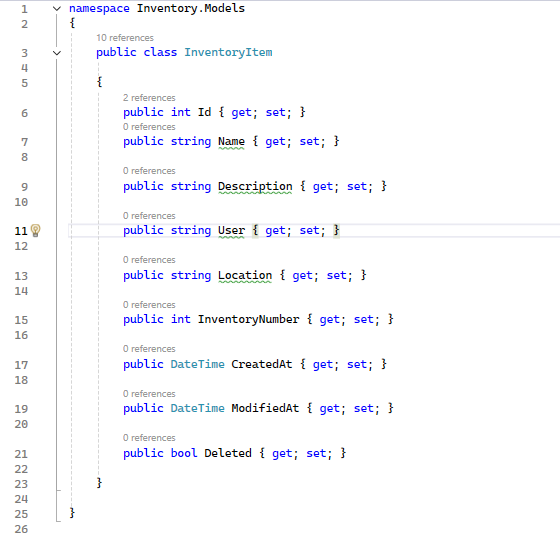 1 namespace Inventory.Models
2 {
10 references
3 public class InventoryItem
4
5 {
2 references
6 public int Id { get; set; }
0 references
7 public string Name { get; set; }
8
0 references
9 public string Description { get; set; }
10
0 references
11 public string User { get; set; }
12
0 references
13 public string Location { get; set; }
14
0 references
15 public int InventoryNumber { get; set; }
16
0 references
17 public DateTime CreatedAt { get; set; }
18
0 references
19 public DateTime ModifiedAt { get; set; }
20
0 references
21 public bool Deleted { get; set; }
22
23 }
24
25 }
26